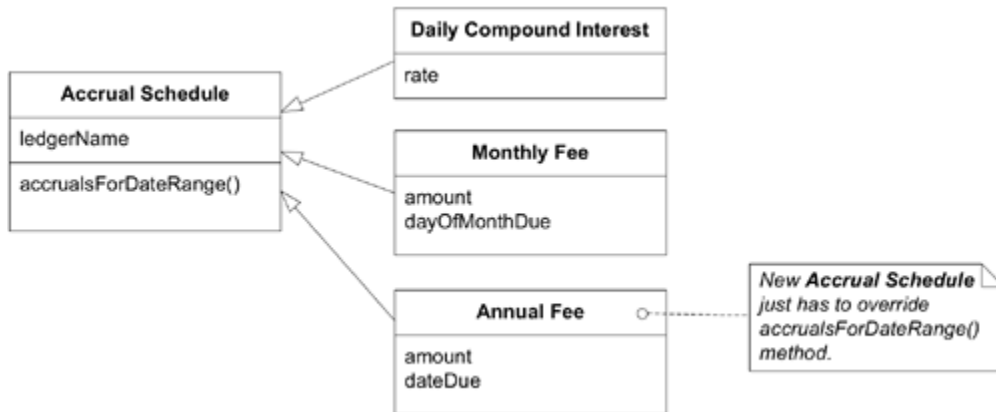 Daily Compound Interest
rate
Accrual Schedule
ledgerName
accrualsForDateRange()
Monthly Fee
amount
dayOfMonthDue
Annual Fee
amount
dateDue
New Accrual Schedule
just has to override
accrualsForDateRange()
method.